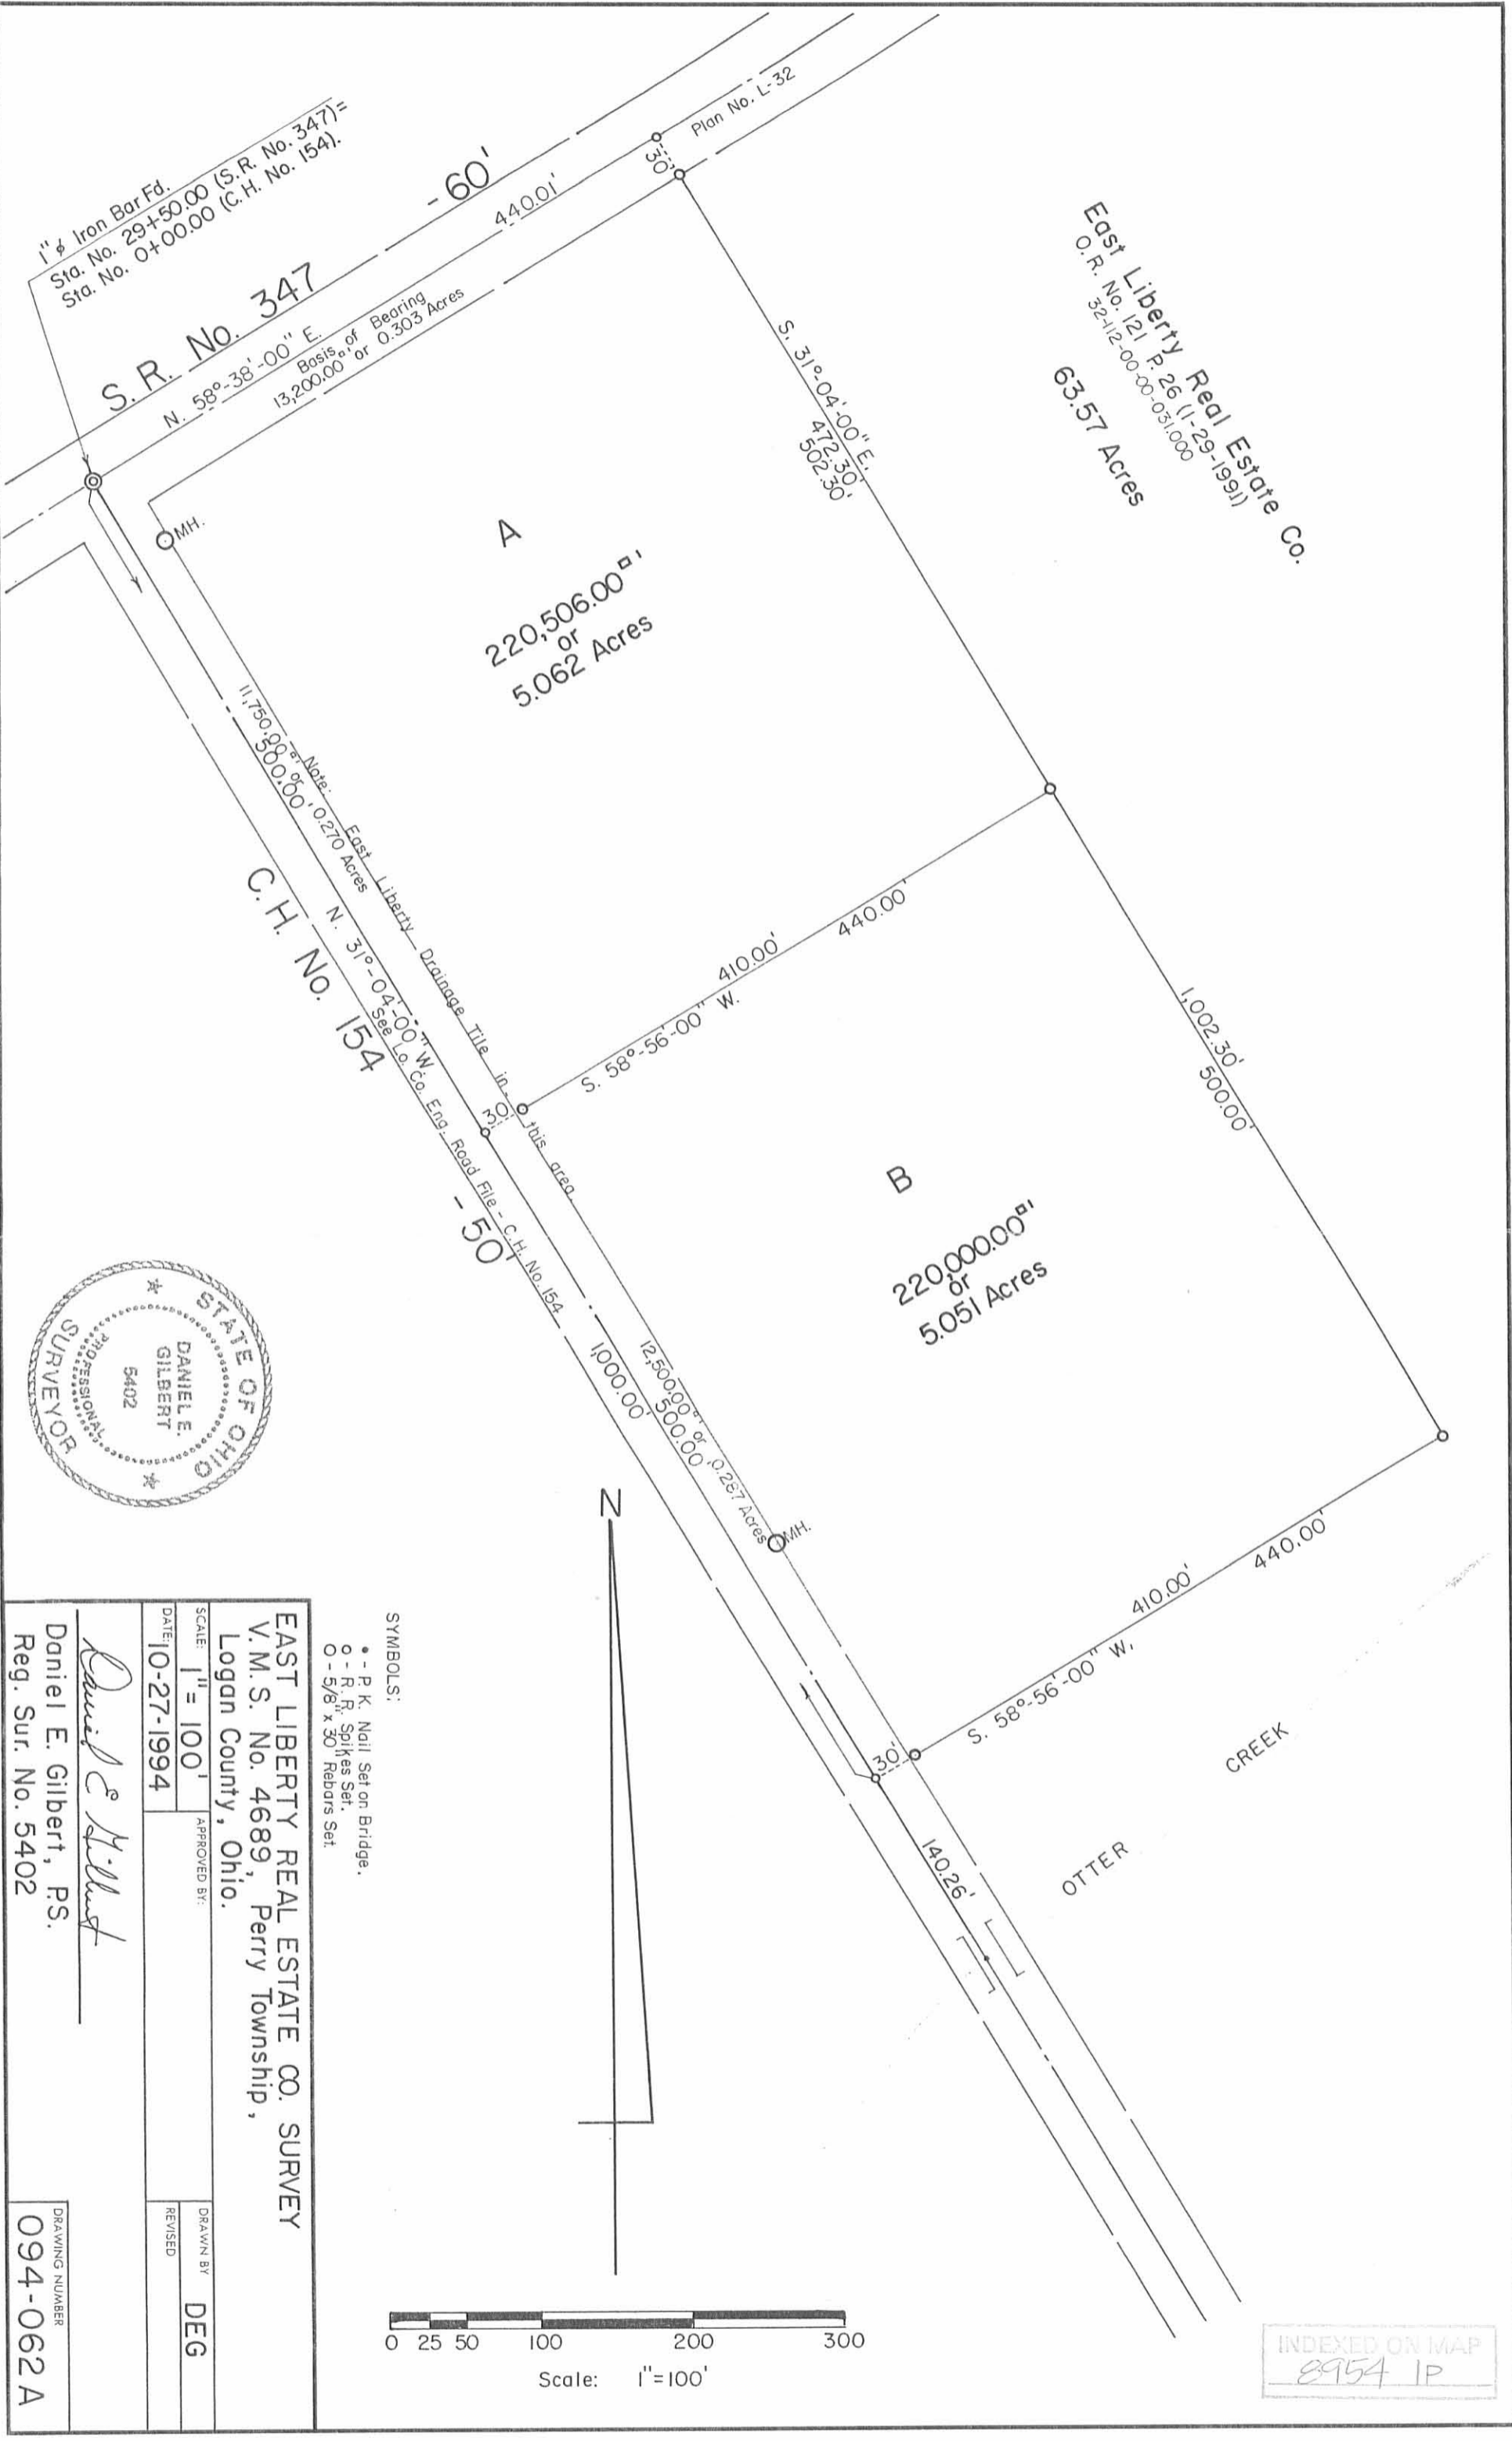 East Liberty Real Estate Co.
O.R. No. 121 P. 26 (1-29-1991)
32-112-00-00-031.000
63.57 Acres
Plan No. L-32
30'
- 60'
440.01'
1" ⌀ Iron Bar Fd.
Sta. No. 29+50.00 (S.R. No. 347)=
Sta. No. 0+00.00 (C.H. No. 154).
S. R. No. 347
N. 58°-38'-00" E.
Basis of Bearing
13,200.00□' or 0.303 Acres
S. 31°-04'-00" E.
472.30'
502.30'
MH.
A
220,506.00□'
or
5.062 Acres
11,750.00□' or 0.270 Acres
500.00'
Note: East Liberty Drainage Tile in this area.
N. 31°-04'-00" W.
See Lo. Co. Eng. Road File - C.H. No. 154
C. H. No. 154 - 50'
440.00'
410.00'
S. 58°-56'-00" W.
30'
1,002.30'
500.00'
B
220,000.00□'
or
5.051 Acres
12,500.00□' or 0.287 Acres
500.00'
1,000.00'
MH.
440.00'
410.00'
S. 58°-56'-00" W.
30'
140.26'
OTTER CREEK
STATE OF OHIO
DANIEL E.
GILBERT
5402
PROFESSIONAL
SURVEYOR
N
SYMBOLS:
• - P.K. Nail Set on Bridge.
o - R.R. Spikes Set.
O - 5/8" x 30" Rebars Set.
EAST LIBERTY REAL ESTATE CO. SURVEY
V.M.S. No. 4689, Perry Township,
Logan County, Ohio.
SCALE: 1" = 100'
APPROVED BY:
DRAWN BY DEG
DATE: 10-27-1994
REVISED
Daniel E Gilbert
Daniel E. Gilbert, P.S.
Reg. Sur. No. 5402
DRAWING NUMBER
094-062 A
0 25 50 100 200 300
Scale: 1"=100'
INDEXED ON MAP
8954 1P